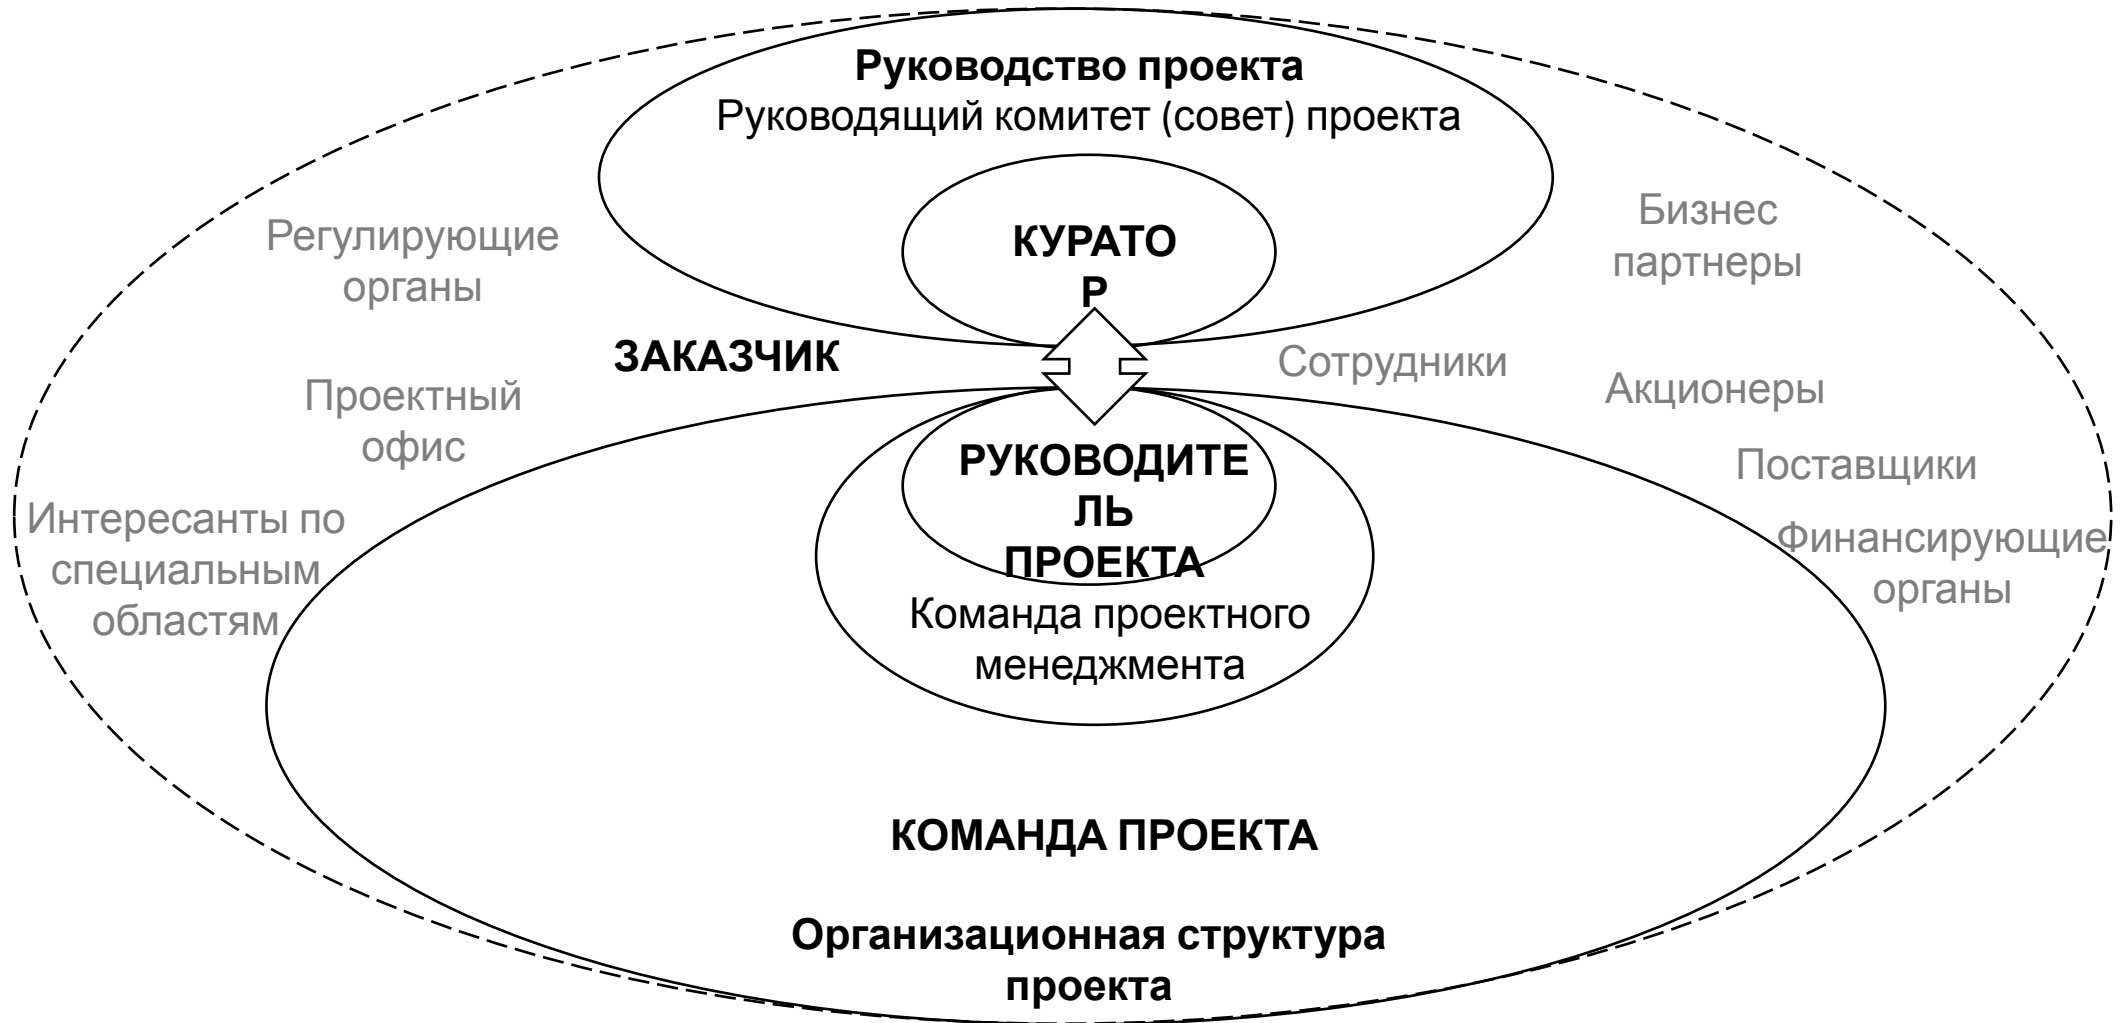 Руководство проекта
Руководящий комитет (совет) проекта
КУРАТО
Р
Регулирующие
органы
Бизнес
партнеры
ЗАКАЗЧИК
Сотрудники
Проектный
офис
Акционеры
РУКОВОДИТЕ
ЛЬ
ПРОЕКТА
Поставщики
Интересанты по
специальным
областям
Финансирующие
органы
Команда проектного
менеджмента
КОМАНДА ПРОЕКТА
Организационная структура
проекта